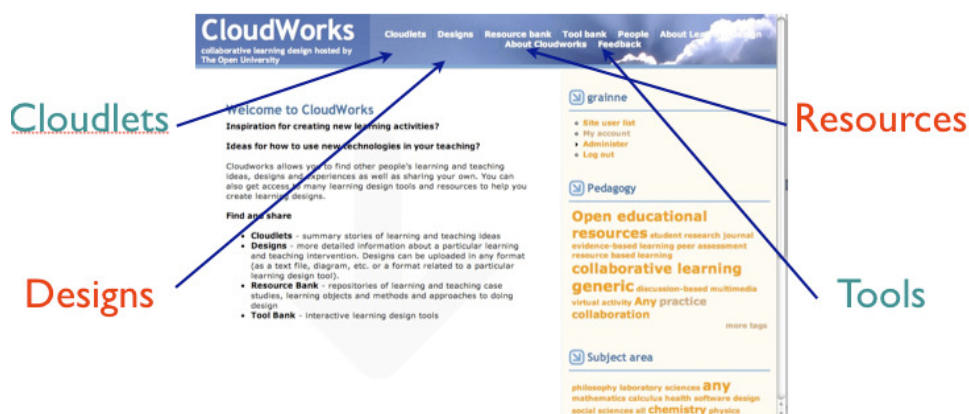 CloudWorks
collaborative learning design hosted by
The Open University
Cloudlets Designs Resource bank Tool bank People About Learning Design
About Cloudworks Feedback
Cloudlets
Designs
Resources
Tools
Welcome to CloudWorks
Inspiration for creating new learning activities?
Ideas for how to use new technologies in your teaching?
Cloudworks allows you to find other people's learning and teaching
ideas, designs and experiences as well as sharing your own. You can
also get access to many learning design tools and resources to help you
create learning designs.
Find and share
• Cloudlets - summary stories of learning and teaching ideas
• Designs - more detailed information about a particular learning
and teaching intervention. Designs can be uploaded in any format
(as a text file, diagram, etc. or a format related to a particular
learning design tool).
• Resource Bank - repositories of learning and teaching case
studies, learning objects and methods and approaches to doing
design
• Tool Bank - interactive learning design tools
grainne
Site user list
My account
Administer
Log out
Pedagogy
Open educational
resources student research journal
evidence-based learning peer assessment
resource based learning
collaborative learning
generic discussion-based multimedia
virtual activity Any practice
collaboration
more tags
Subject area
philosophy laboratory sciences any
mathematics calculus health software design
social sciences all chemistry physics